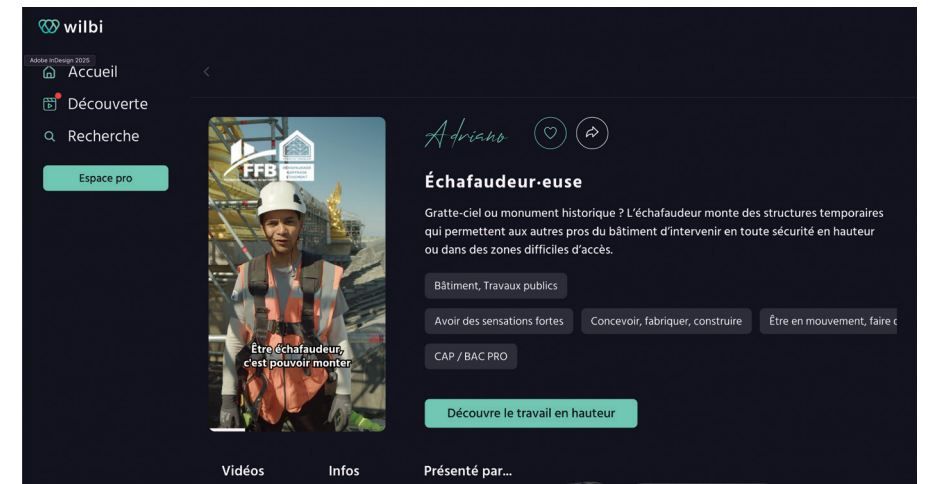 wilbi
Adobe InDesign 2025
Accueil
Découverte
Recherche
Espace pro
FFB
Être échafaudeur,
c'est pouvoir monter
Adriano
Échafaudeur·euse
Gratte-ciel ou monument historique ? L'échafaudeur monte des structures temporaires
qui permettent aux autres pros du bâtiment d'intervenir en toute sécurité en hauteur
ou dans des zones difficiles d'accès.
Bâtiment, Travaux publics
Avoir des sensations fortes
Concevoir, fabriquer, construire
Être en mouvement, faire d
CAP / BAC PRO
Découvre le travail en hauteur
Vidéos
Infos
Présenté par...